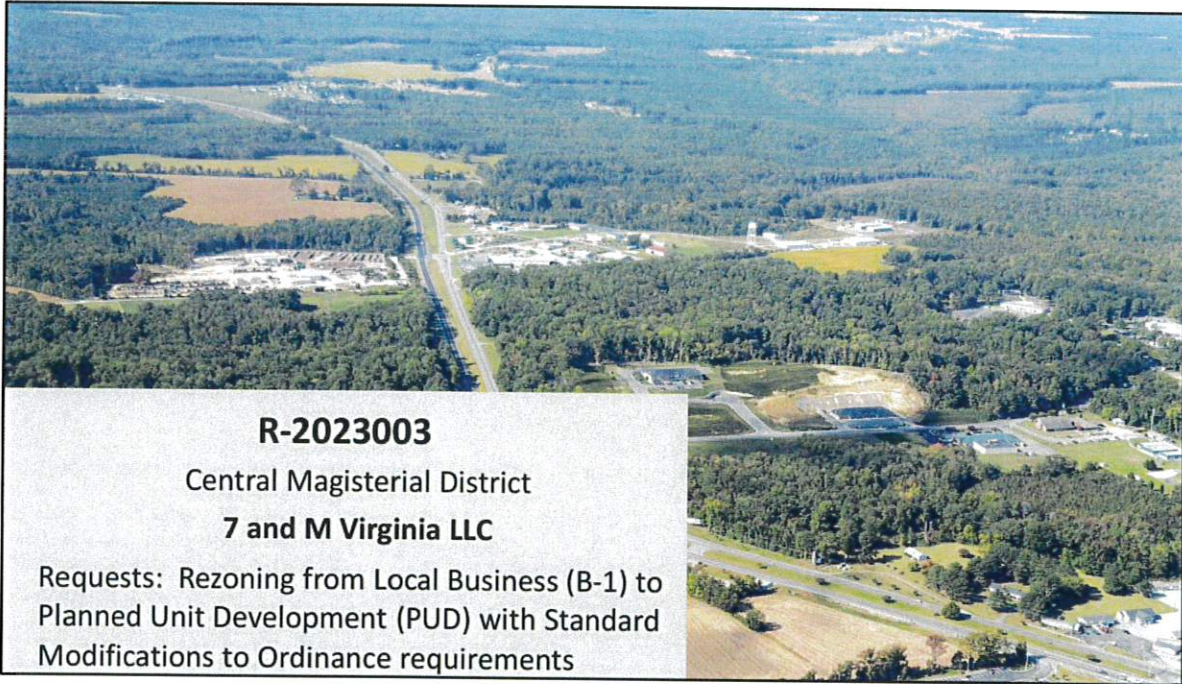 R-2023003
Central Magisterial District
7 and M Virginia LLC
Requests: Rezoning from Local Business (B-1) to
Planned Unit Development (PUD) with Standard
Modifications to Ordinance requirements